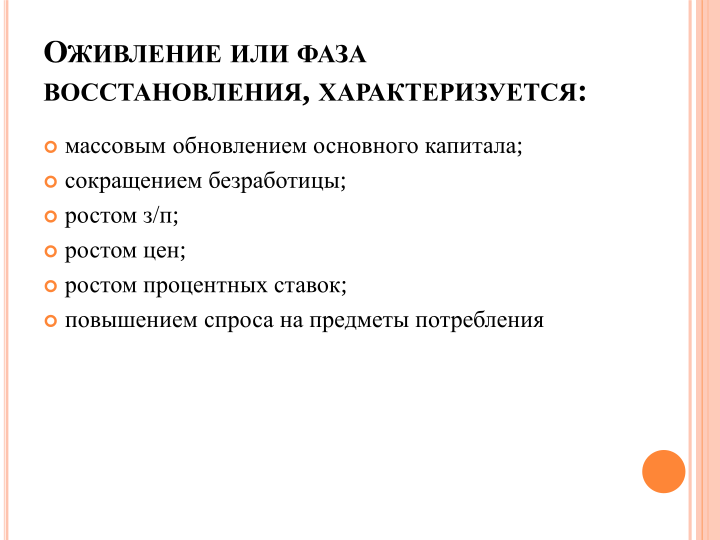 Оживление или фаза
восстановления, характеризуется:
массовым обновлением основного капитала;
сокращением безработицы;
ростом з/п;
ростом цен;
ростом процентных ставок;
повышением спроса на предметы потребления